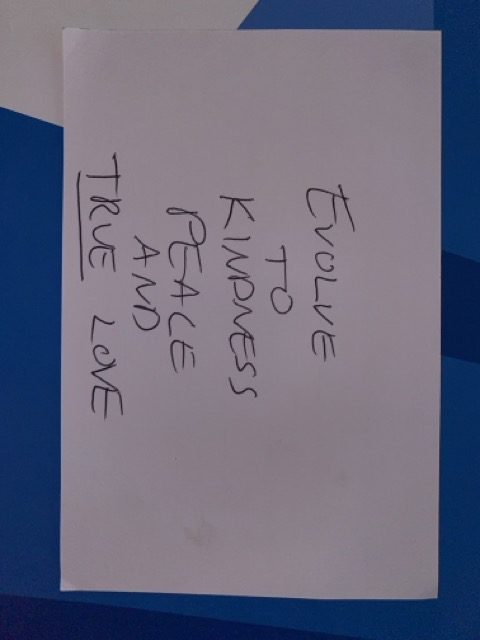 EVOLVE
TO
KINDNESS
PEACE
AND
TRUE LOVE